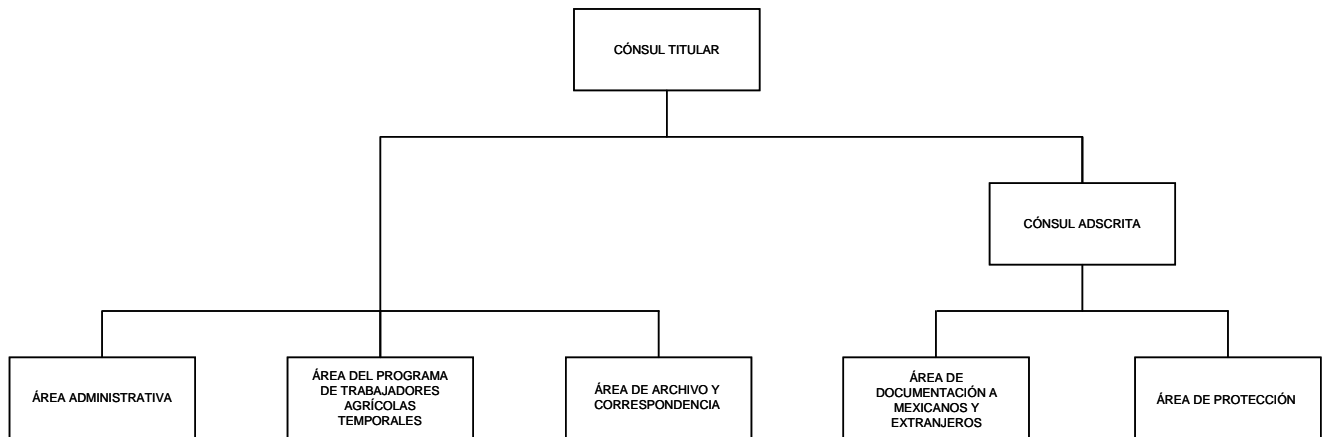 CÓNSUL TITULAR
CÓNSUL ADSCRITA
ÁREA ADMINISTRATIVA
ÁREA DEL PROGRAMA
DE TRABAJADORES
AGRÍCOLAS
TEMPORALES
ÁREA DE ARCHIVO Y
CORRESPONDENCIA
ÁREA DE
DOCUMENTACIÓN A
MEXICANOS Y
EXTRANJEROS
ÁREA DE PROTECCIÓN